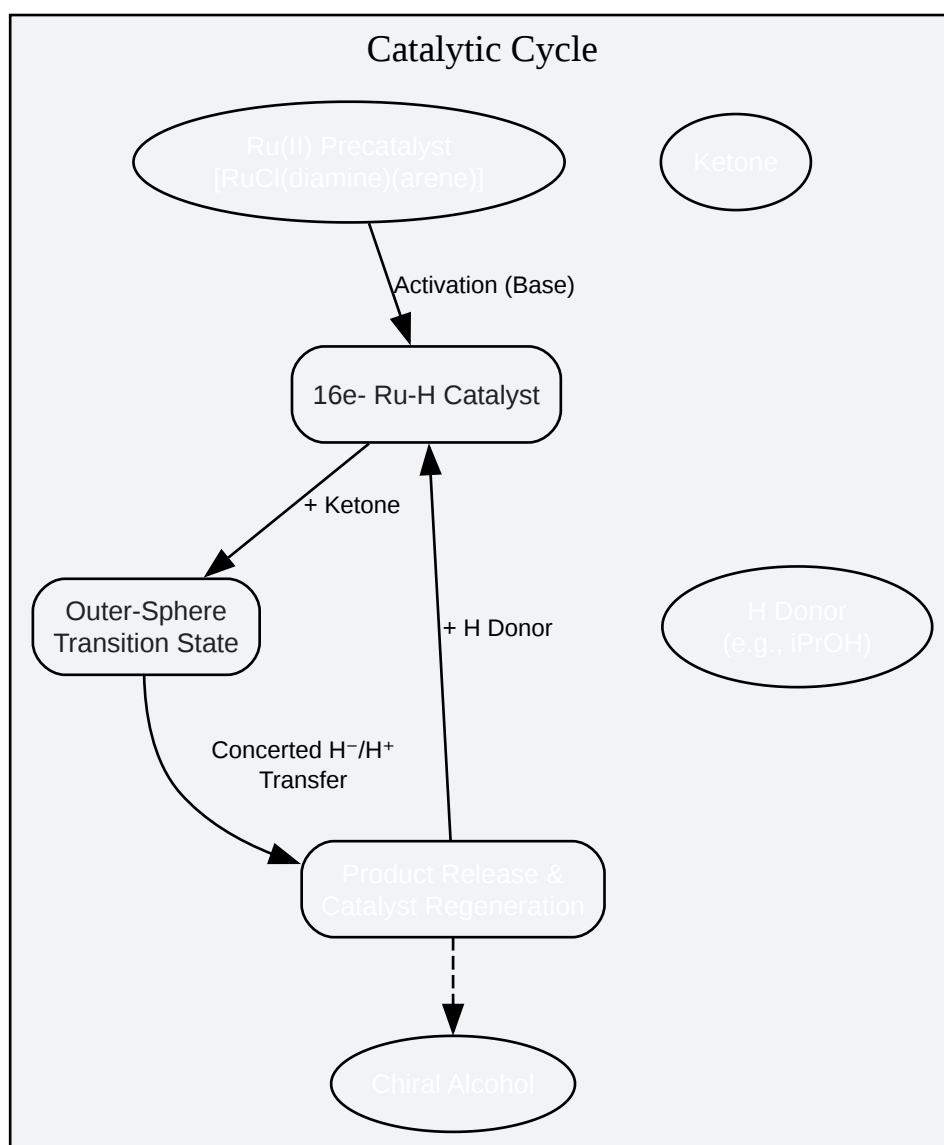 Catalytic Cycle
Ru(II) Precatalyst
[RuCl(diamine)(arene)]
Ketone
Activation (Base)
16e- Ru-H Catalyst
+ Ketone
Outer-Sphere
Transition State
+ H Donor
H Donor
(e.g., iPrOH)
Concerted H⁻/H⁺
Transfer
Product Release &
Catalyst Regeneration
Chiral Alcohol